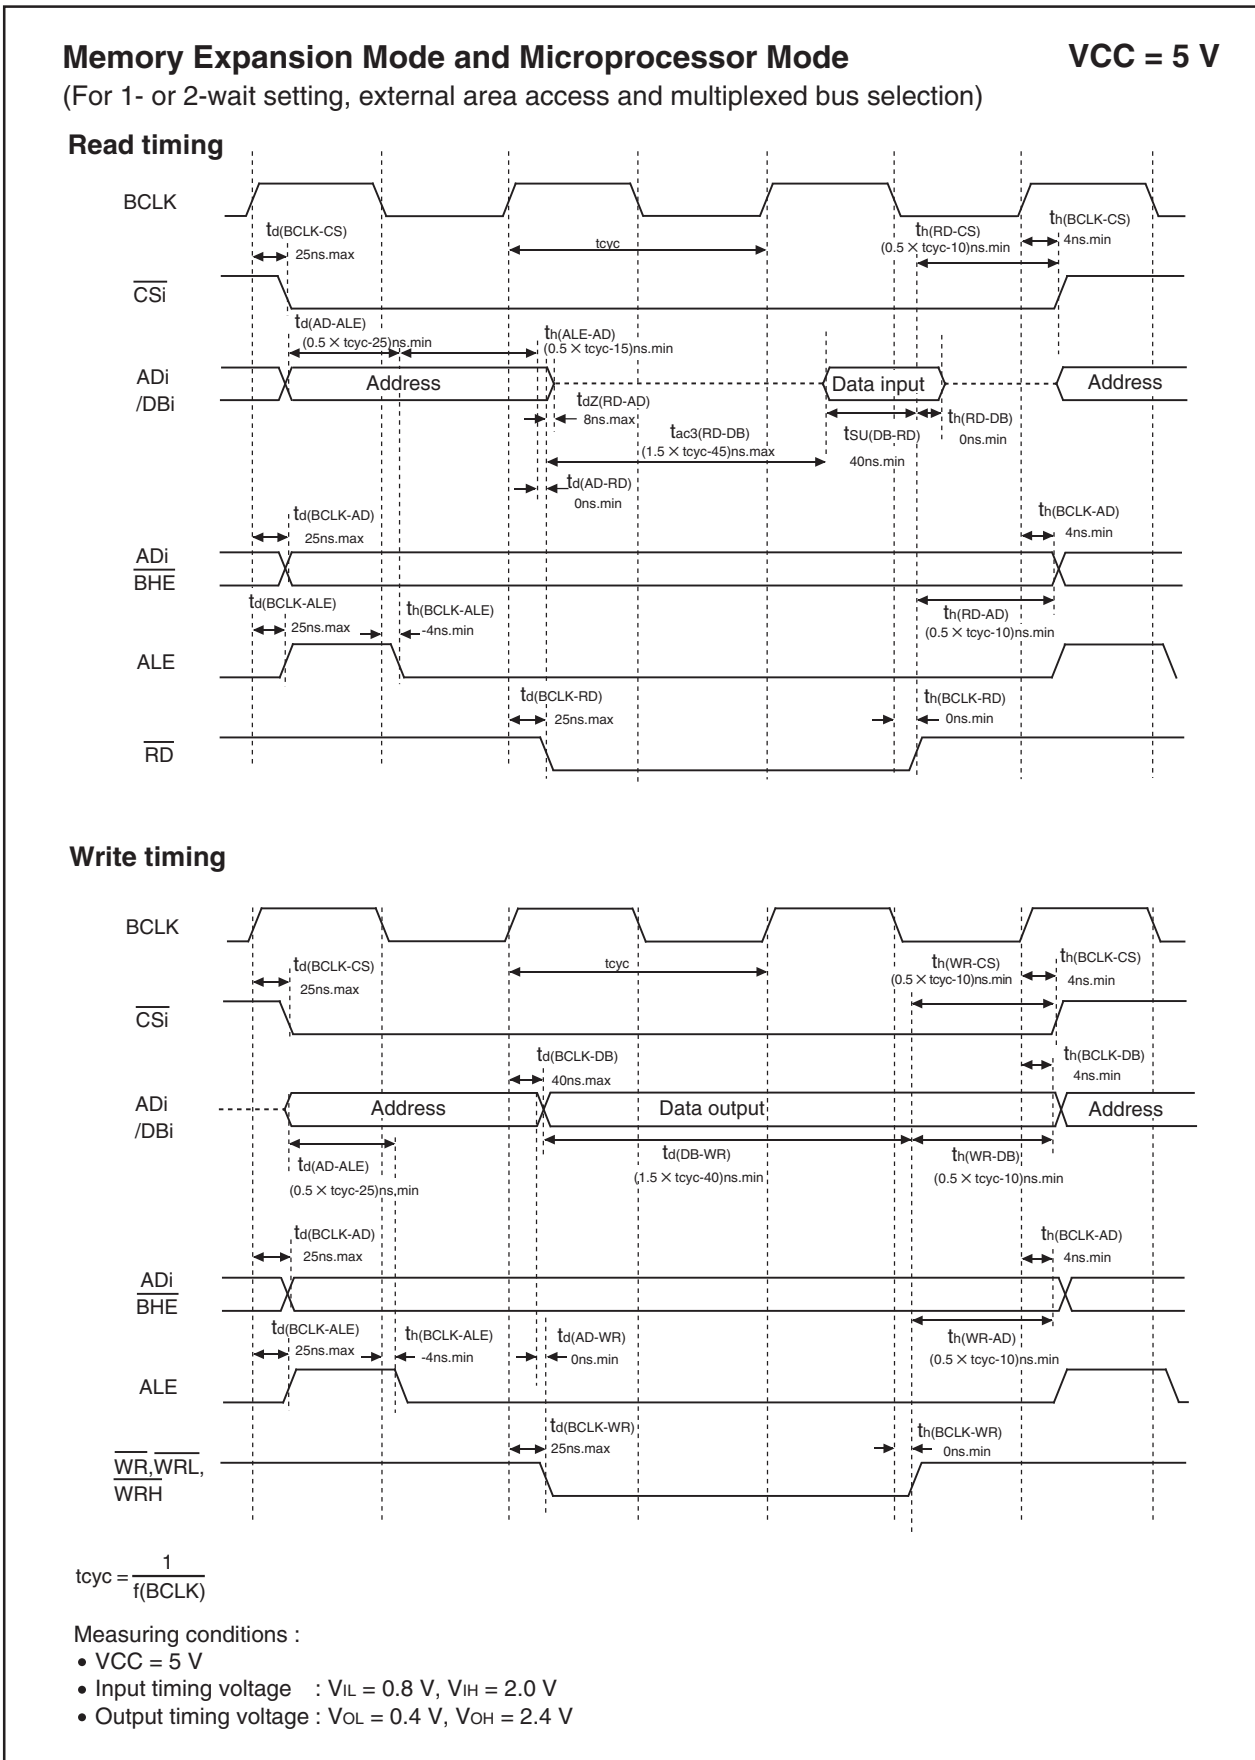 Memory Expansion Mode and Microprocessor Mode VCC = 5 V
(For 1- or 2-wait setting, external area access and multiplexed bus selection)
Read timing
BCLK
td(BCLK-CS)
25ns.max
tcyc
th(RD-CS)
(0.5 × tcyc-10)ns.min
th(BCLK-CS)
4ns.min
CSi
td(AD-ALE)
(0.5 × tcyc-25)ns.min
th(ALE-AD)
(0.5 × tcyc-15)ns.min
ADi
/DBi
Address
Data input
Address
tdZ(RD-AD)
8ns.max
tac3(RD-DB)
(1.5 × tcyc-45)ns.max
tSU(DB-RD)
40ns.min
th(RD-DB)
0ns.min
td(AD-RD)
0ns.min
td(BCLK-AD)
25ns.max
th(BCLK-AD)
4ns.min
ADi
BHE
td(BCLK-ALE)
25ns.max
th(BCLK-ALE)
-4ns.min
th(RD-AD)
(0.5 × tcyc-10)ns.min
ALE
td(BCLK-RD)
25ns.max
th(BCLK-RD)
0ns.min
RD
Write timing
BCLK
td(BCLK-CS)
25ns.max
tcyc
th(WR-CS)
(0.5 × tcyc-10)ns.min
th(BCLK-CS)
4ns.min
CSi
td(BCLK-DB)
40ns.max
th(BCLK-DB)
4ns.min
ADi
/DBi
Address
Data output
Address
td(AD-ALE)
(0.5 × tcyc-25)ns.min
td(DB-WR)
(1.5 × tcyc-40)ns.min
th(WR-DB)
(0.5 × tcyc-10)ns.min
td(BCLK-AD)
25ns.max
th(BCLK-AD)
4ns.min
ADi
BHE
td(BCLK-ALE)
25ns.max
th(BCLK-ALE)
-4ns.min
td(AD-WR)
0ns.min
th(WR-AD)
(0.5 × tcyc-10)ns.min
ALE
td(BCLK-WR)
25ns.max
th(BCLK-WR)
0ns.min
WR,WRL,
WRH
tcyc = 1
f(BCLK)
Measuring conditions :
• VCC = 5 V
• Input timing voltage : VIL = 0.8 V, VIH = 2.0 V
• Output timing voltage : VOL = 0.4 V, VOH = 2.4 V